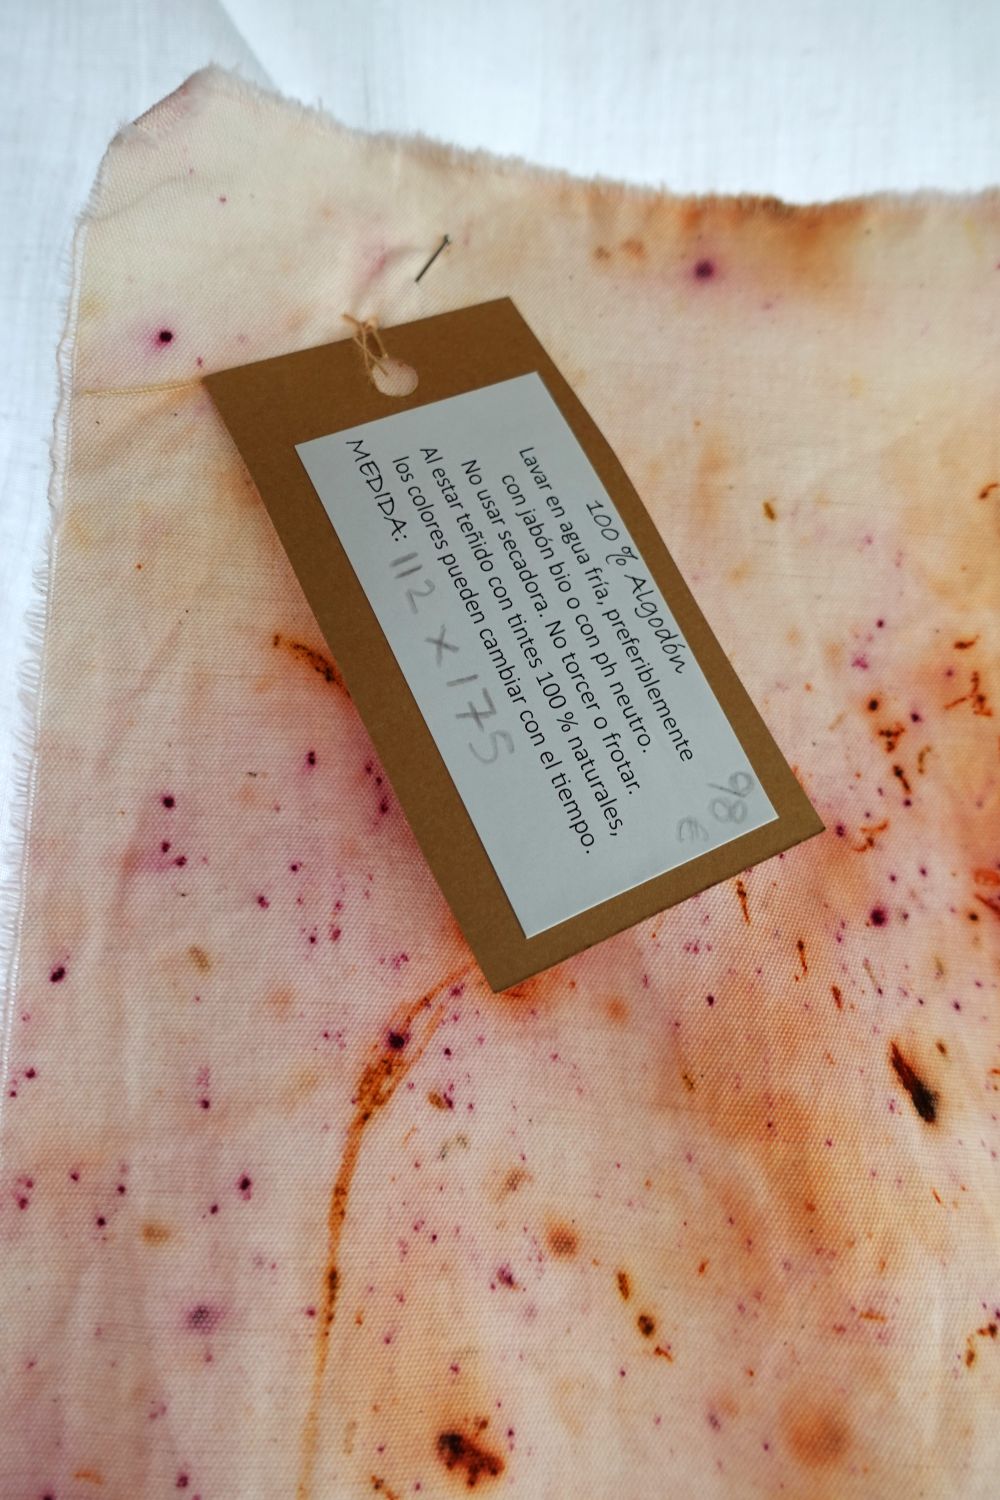 100 % Algodón
Lavar en agua fría, preferiblemente
con jabón bio o con ph neutro.
No usar secadora. No torcer o frotar.
Al estar teñido con tintes 100 % naturales,
los colores pueden cambiar con el tiempo.
MEDIDA: 112 x 175
98 €